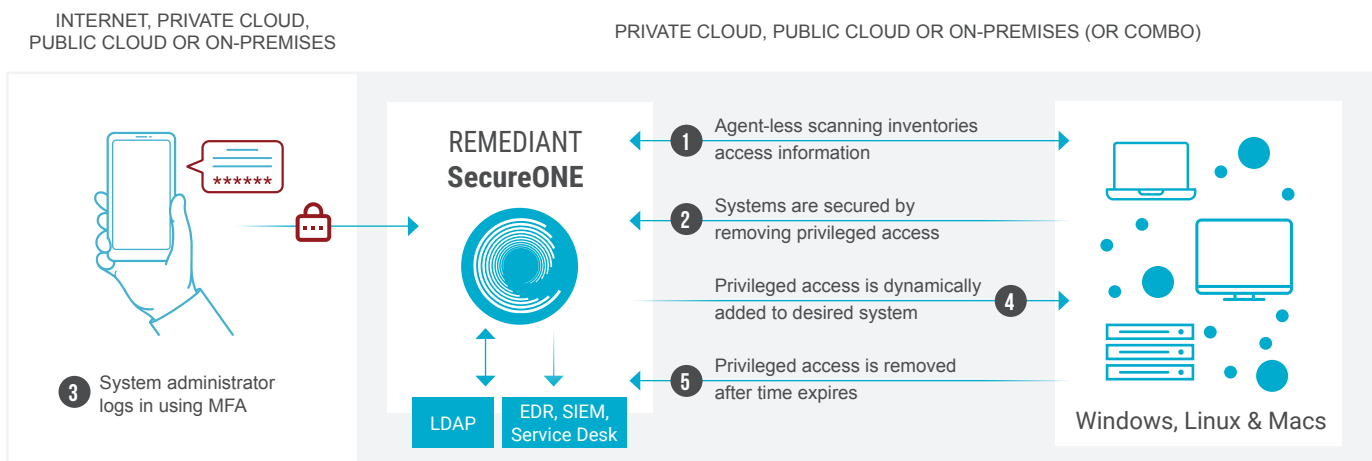 INTERNET, PRIVATE CLOUD,
PUBLIC CLOUD OR ON-PREMISES
PRIVATE CLOUD, PUBLIC CLOUD OR ON-PREMISES (OR COMBO)
******
3
System administrator
logs in using MFA
REMEDIANT
SecureONE
LDAP
EDR, SIEM,
Service Desk
1
Agent-less scanning inventories
access information
2
Systems are secured by
removing privileged access
Privileged access is dynamically
added to desired system
4
5
Privileged access is removed
after time expires
Windows, Linux & Macs